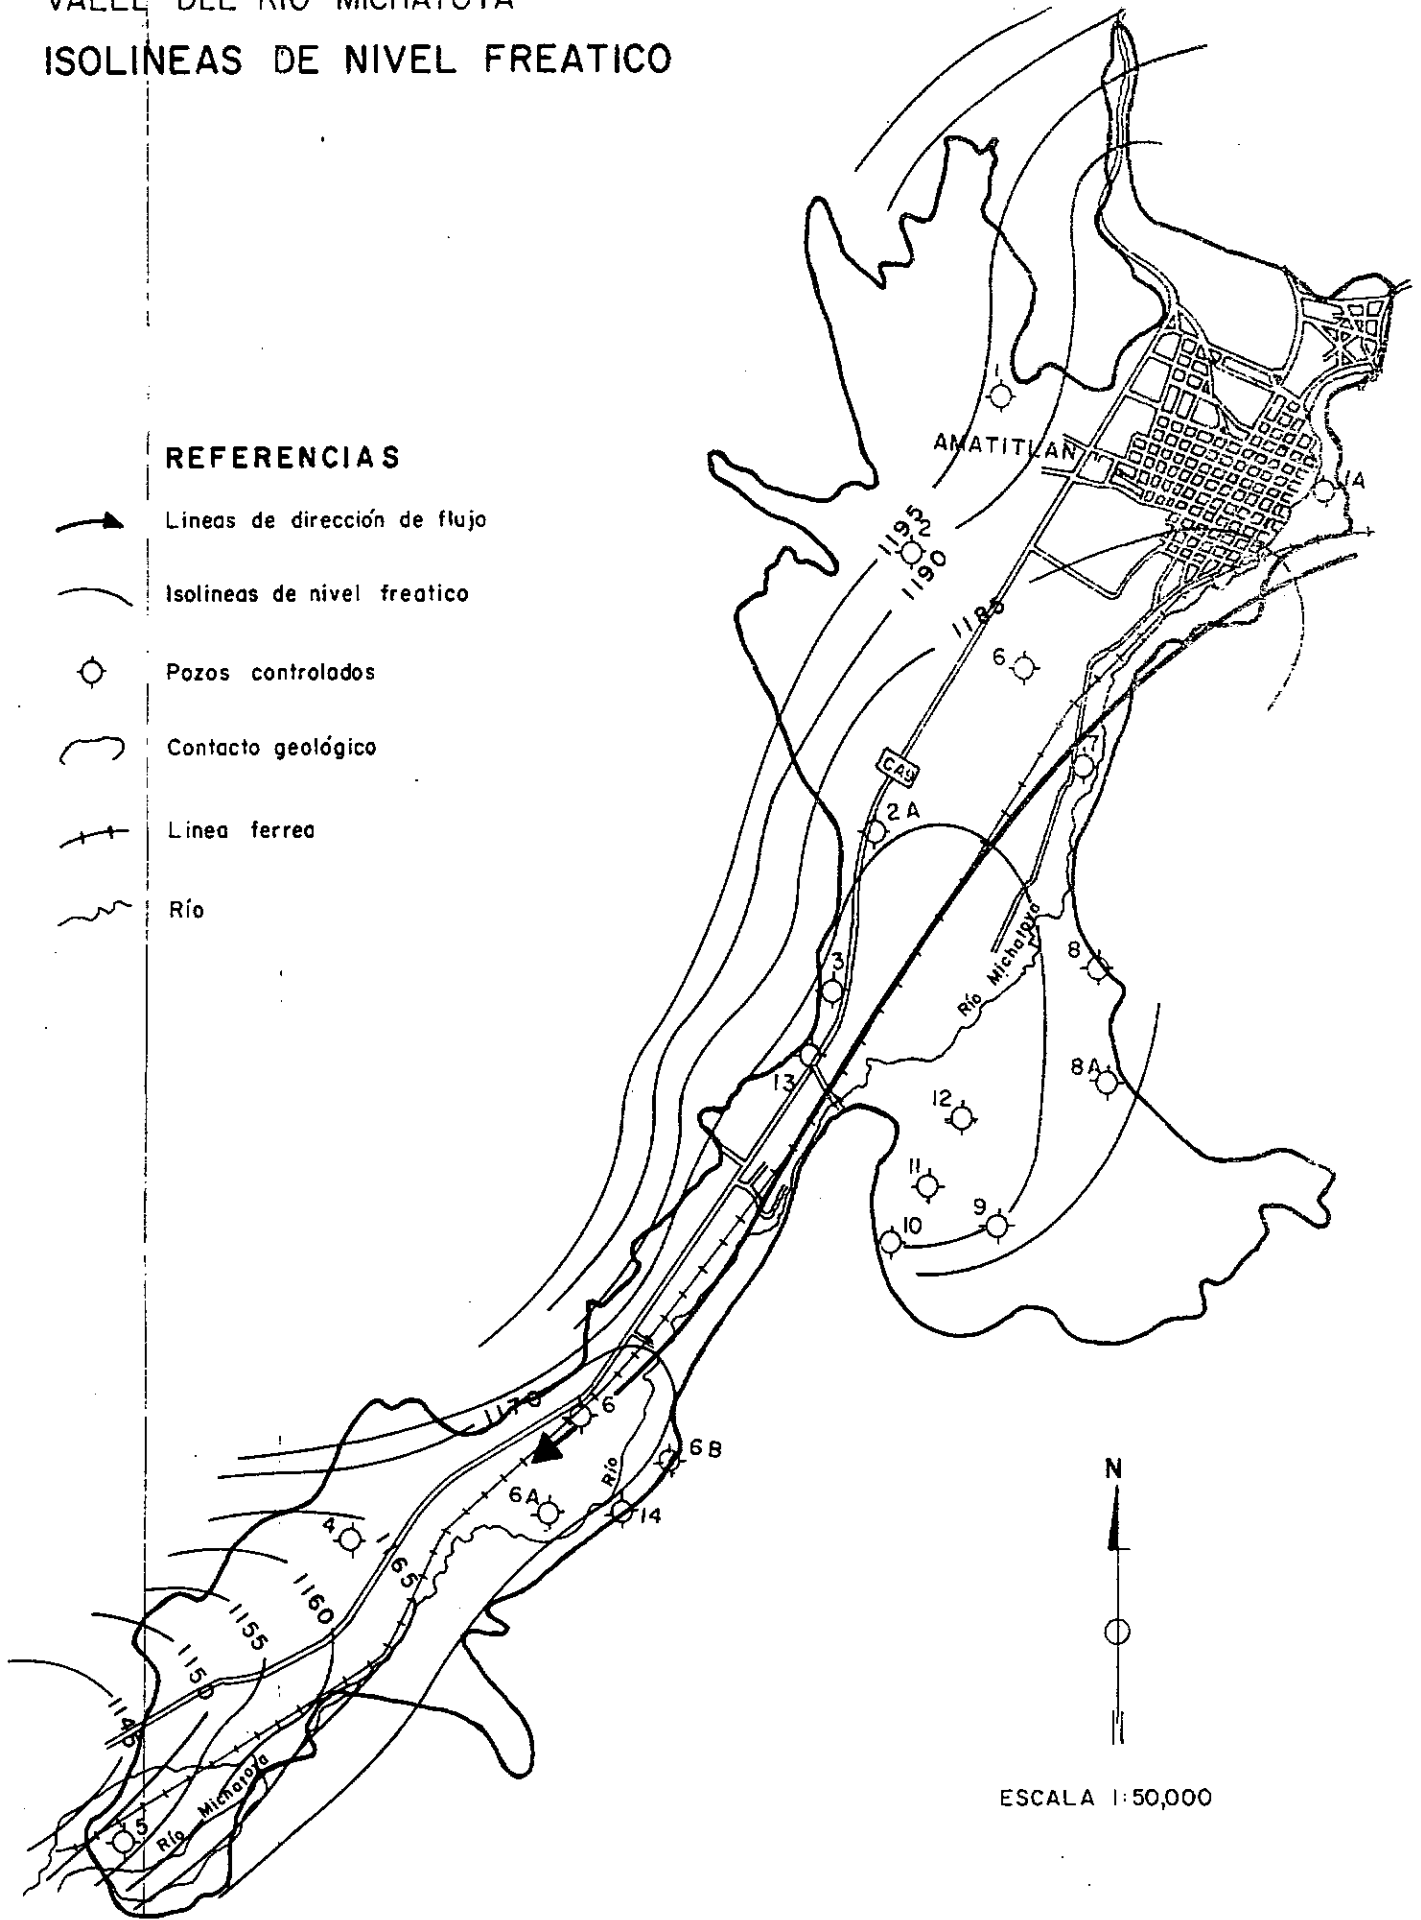 VALLE DEL RIO MICHATOYA
ISOLINEAS DE NIVEL FREATICO
REFERENCIAS
Lineas de dirección de flujo
Isolineas de nivel freatico
Pozos controlados
Contacto geológico
Linea ferrea
Río
1
AMATITLAN
1A
1195
2
1190
1185
6
7
CA9
2A
3
Río Michatoya
8
13
8A
12
11
9
10
1170
6
6B
6A
Río
14
4
1165
1160
1155
1150
1145
Río Michatoya
5
N
ESCALA 1:50,000